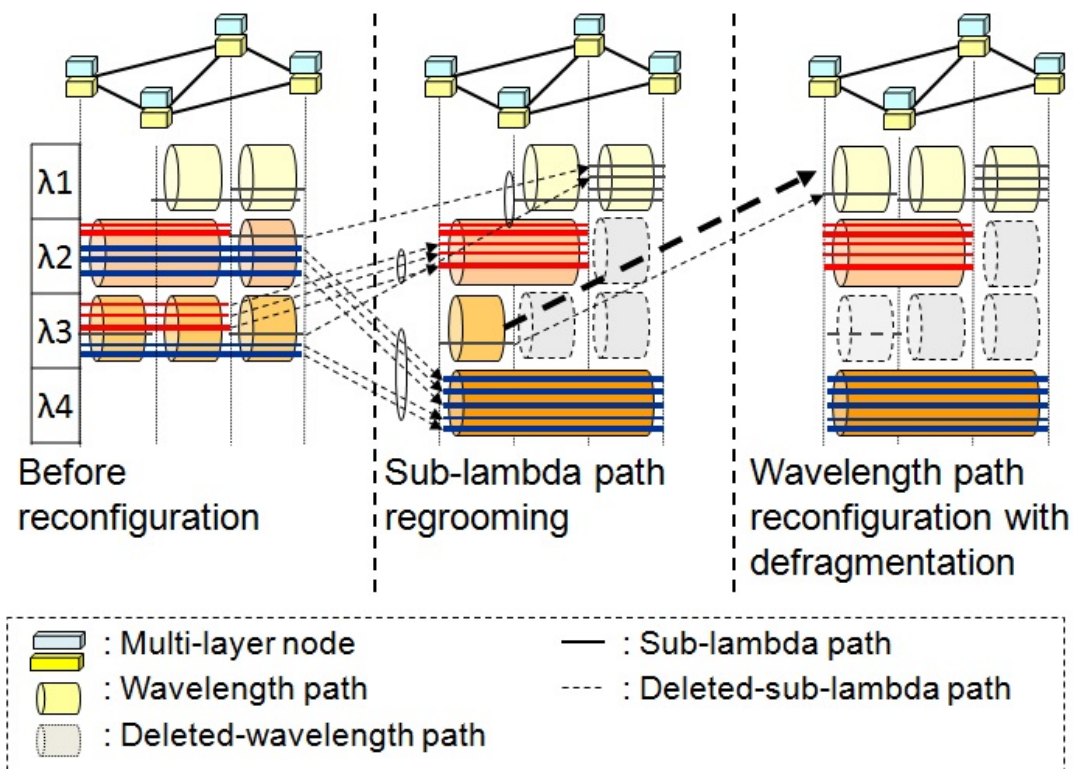 λ1
λ2
λ3
λ4
Before
reconfiguration
Sub-lambda path
regrooming
Wavelength path
reconfiguration with
defragmentation
: Multi-layer node
: Wavelength path
: Deleted-wavelength path
: Sub-lambda path
: Deleted-sub-lambda path